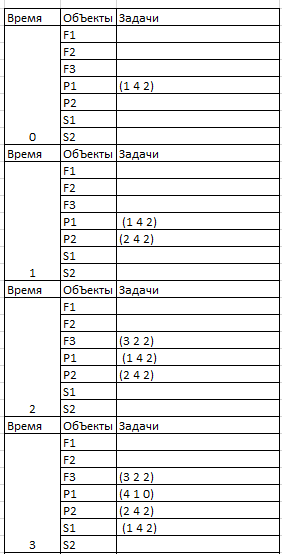 Время Объекты Задачи
F1
F2
F3
P1 (1 4 2)
P2
S1
0 S2
Время Объекты Задачи
F1
F2
F3
P1 (1 4 2)
P2 (2 4 2)
S1
1 S2
Время Объекты Задачи
F1
F2
F3 (3 2 2)
P1 (1 4 2)
P2 (2 4 2)
S1
2 S2
Время Объекты Задачи
F1
F2
F3 (3 2 2)
P1 (4 1 0)
P2 (2 4 2)
S1 (1 4 2)
3 S2